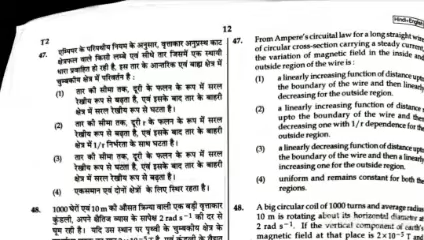 Hindi+English
T2
12
47. एम्पियर के परिपथीय नियम के अनुसार, वृत्ताकार अनुप्रस्थ काट
क्षेत्रफल वाले किसी लम्बे एवं सीधे तार जिसमें एक स्थायी
धारा प्रवाहित हो रही है, इस तार के आन्तरिक एवं बाह्य क्षेत्र में
चुम्बकीय क्षेत्र में परिवर्तन है :
(1) तार की सीमा तक, दूरी के फलन के रूप में सरल
रेखीय रूप से बढ़ता है, एवं इसके बाद तार के बाहरी
क्षेत्र में सरल रेखीय रूप से घटता है।
(2) तार की सीमा तक, दूरी r के फलन के रूप में सरल
रेखीय रूप से बढ़ता है, एवं इसके बाद तार के बाहरी
क्षेत्र में 1/r निर्भरता के साथ घटता है।
(3) तार की सीमा तक, दूरी के फलन के रूप में सरल
रेखीय रूप से घटता है, एवं इसके बाद तार के बाहरी
क्षेत्र में सरल रेखीय रूप से बढ़ता है।
(4) एकसमान एवं दोनों क्षेत्रों के लिए स्थिर रहता है।
48. 1000 घेरों एवं 10 m की औसत त्रिज्या वाली एक बड़ी वृत्ताकार
कुंडली, अपने क्षैतिज व्यास के सापेक्ष 2 rad s⁻¹ की दर से
घूम रही है। यदि उस स्थान पर पृथ्वी के चुम्बकीय क्षेत्र के
47. From Ampere's circuital law for a long straight wire
of circular cross-section carrying a steady current,
the variation of magnetic field in the inside and
outside region of the wire is :
(1) a linearly increasing function of distance upto
the boundary of the wire and then linearly
decreasing for the outside region.
(2) a linearly increasing function of distance r
upto the boundary of the wire and then
decreasing one with 1/r dependence for the
outside region.
(3) a linearly decreasing function of distance upto
the boundary of the wire and then a linearly
increasing one for the outside region.
(4) uniform and remains constant for both the
regions.
48. A big circular coil of 1000 turns and average radius
10 m is rotating about its horizontal diameter at
2 rad s⁻¹. If the vertical component of earth's
magnetic field at that place is 2×10⁻⁵ T and